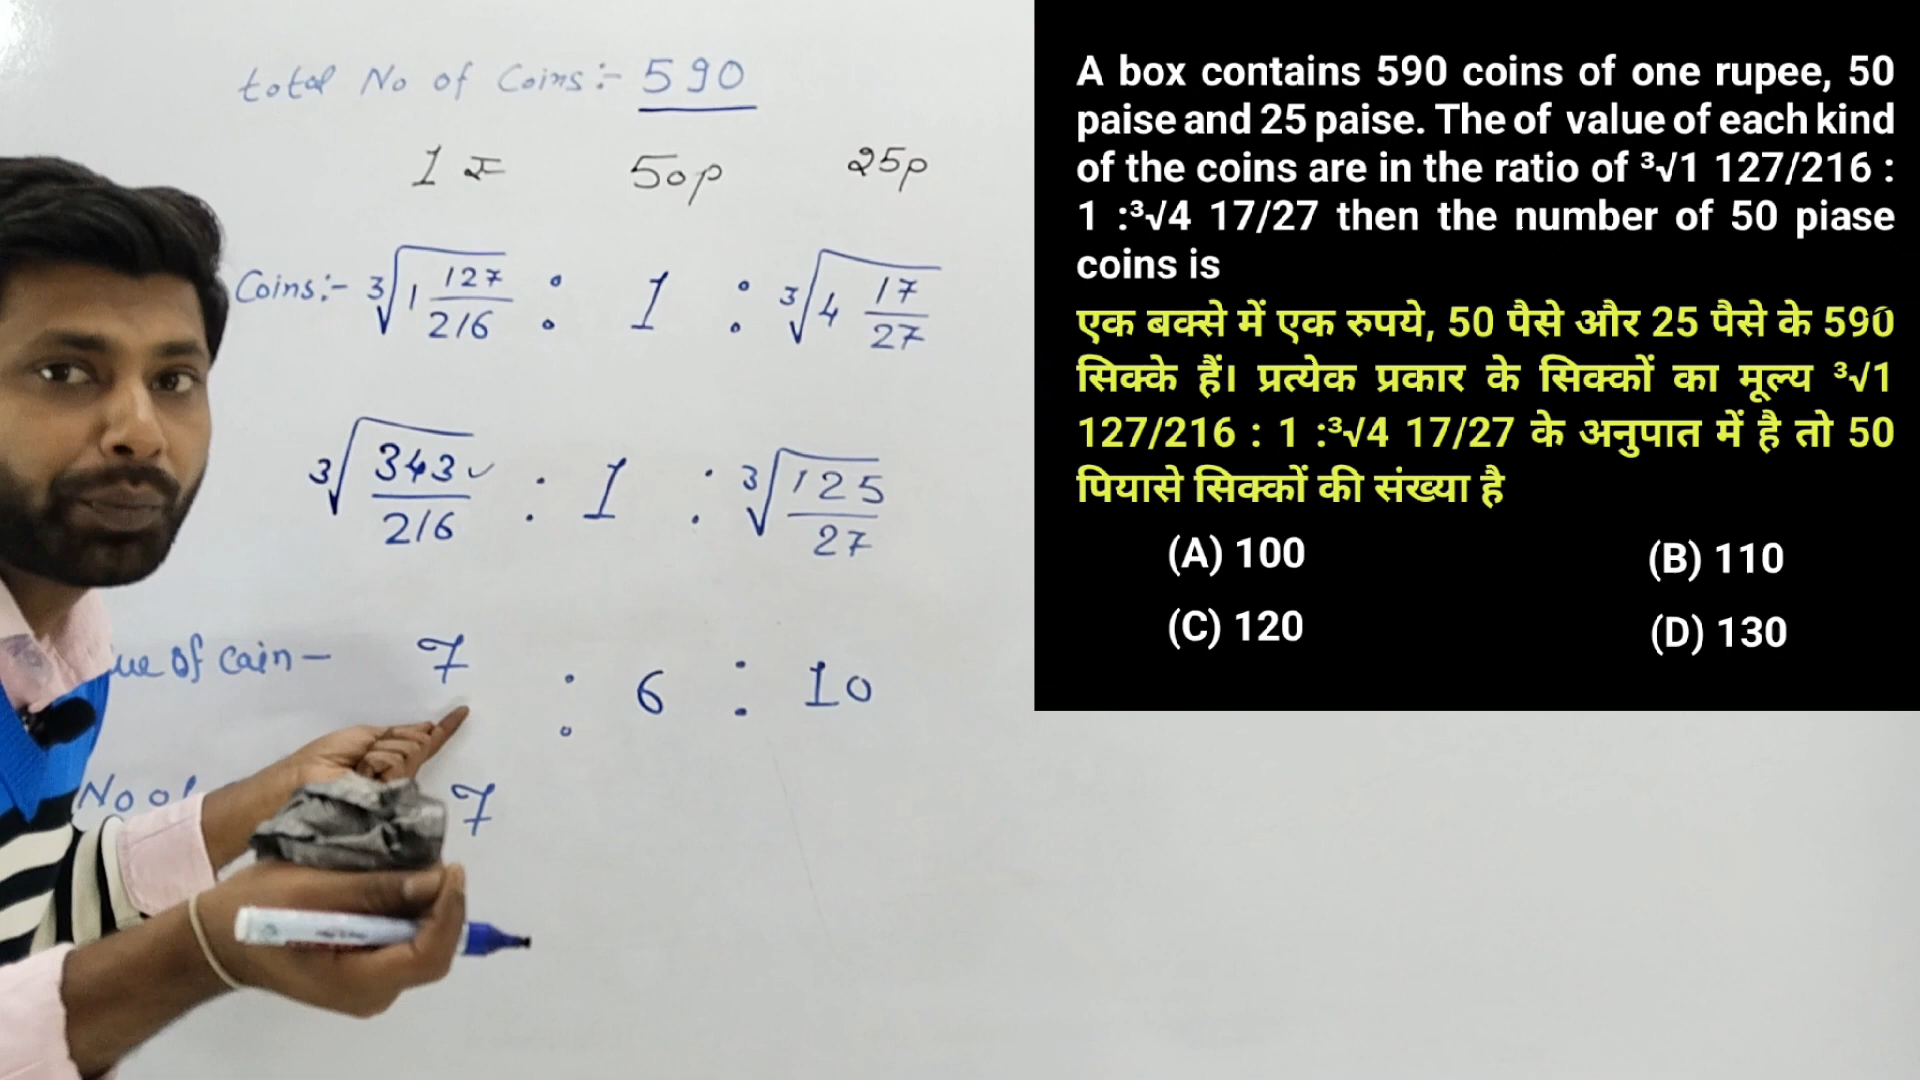 total No of Coins:- 590
1 ₹ 50p 25p
Coins:- ³√1 127/216 : 1 : ³√4 17/27
³√343/216 : 1 : ³√125/27
of cain - 7 : 6 : 10
No of 7
A box contains 590 coins of one rupee, 50
paise and 25 paise. The of value of each kind
of the coins are in the ratio of ³√1 127/216 :
1 :³√4 17/27 then the number of 50 piase
coins is
एक बक्से में एक रुपये, 50 पैसे और 25 पैसे के 590
सिक्के हैं। प्रत्येक प्रकार के सिक्कों का मूल्य ³√1
127/216 : 1 :³√4 17/27 के अनुपात में है तो 50
पियासे सिक्कों की संख्या है
(A) 100 (B) 110
(C) 120 (D) 130